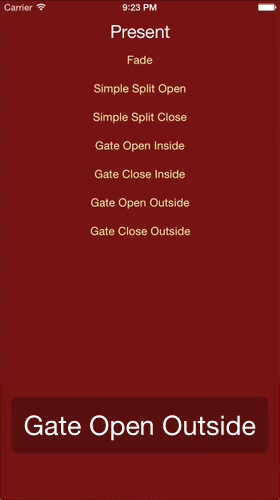 Carrier 9:23 PM
Present
Fade
Simple Split Open
Simple Split Close
Gate Open Inside
Gate Close Inside
Gate Open Outside
Gate Close Outside
Gate Open Outside